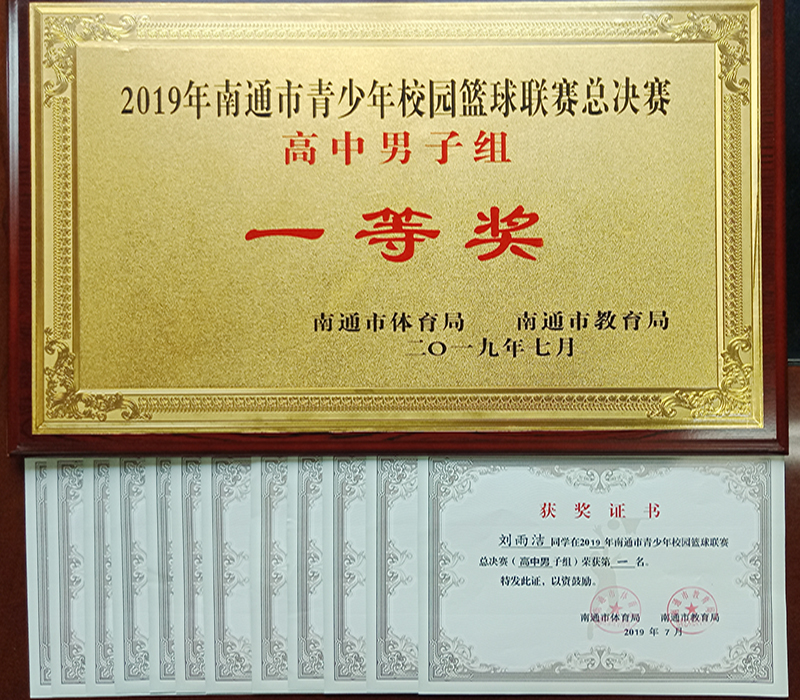 2019年南通市青少年校园篮球联赛总决赛
高中男子组
一等奖
南通市体育局 南通市教育局
二〇一九年七月
获奖证书
刘雨洁 同学在2019 年南通市青少年校园篮球联赛
总决赛(高中男子组)荣获第 一 名。
特发此证,以资鼓励。
南通市体育局 南通市教育局
2019 年 7 月